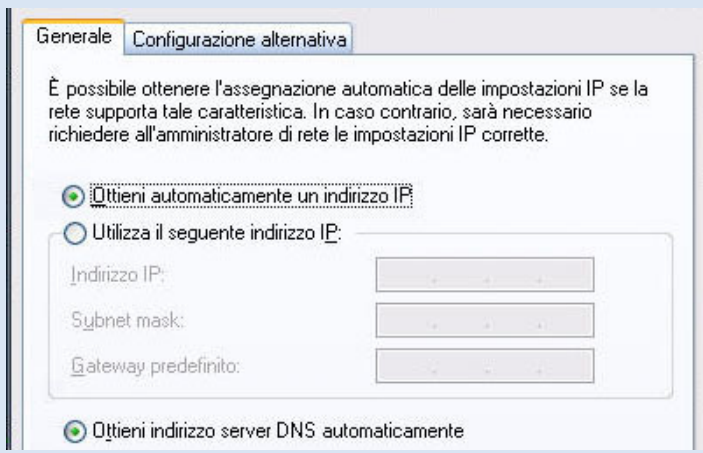 Generale
Configurazione alternativa
È possibile ottenere l'assegnazione automatica delle impostazioni IP se la
rete supporta tale caratteristica. In caso contrario, sarà necessario
richiedere all'amministratore di rete le impostazioni IP corrette.
Ottieni automaticamente un indirizzo IP
Utilizza il seguente indirizzo IP:
Indirizzo IP:
Subnet mask:
Gateway predefinito:
Ottieni indirizzo server DNS automaticamente